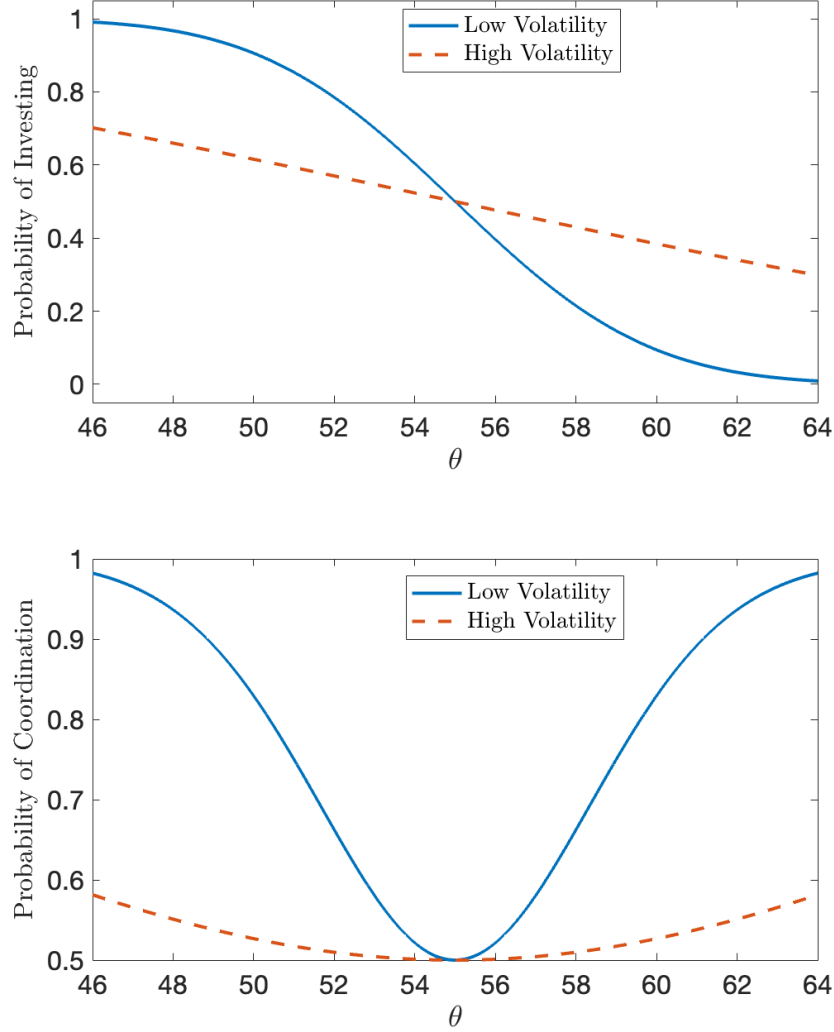 Low Volatility
High Volatility
Probability of Investing
1
0.8
0.6
0.4
0.2
0
46 48 50 52 54 56 58 60 62 64
θ
Low Volatility
High Volatility
Probability of Coordination
1
0.9
0.8
0.7
0.6
0.5
46 48 50 52 54 56 58 60 62 64
θ